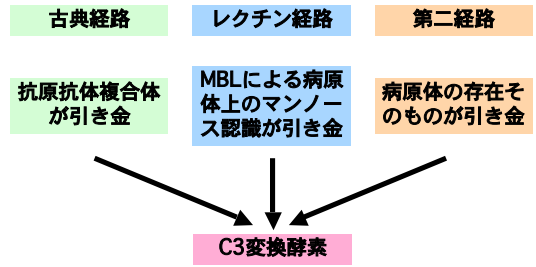 古典経路
レクチン経路
第二経路
抗原抗体複合体
が引き金
MBLによる病原
体上のマンノー
ス認識が引き金
病原体の存在そ
のものが引き金
C3変換酵素